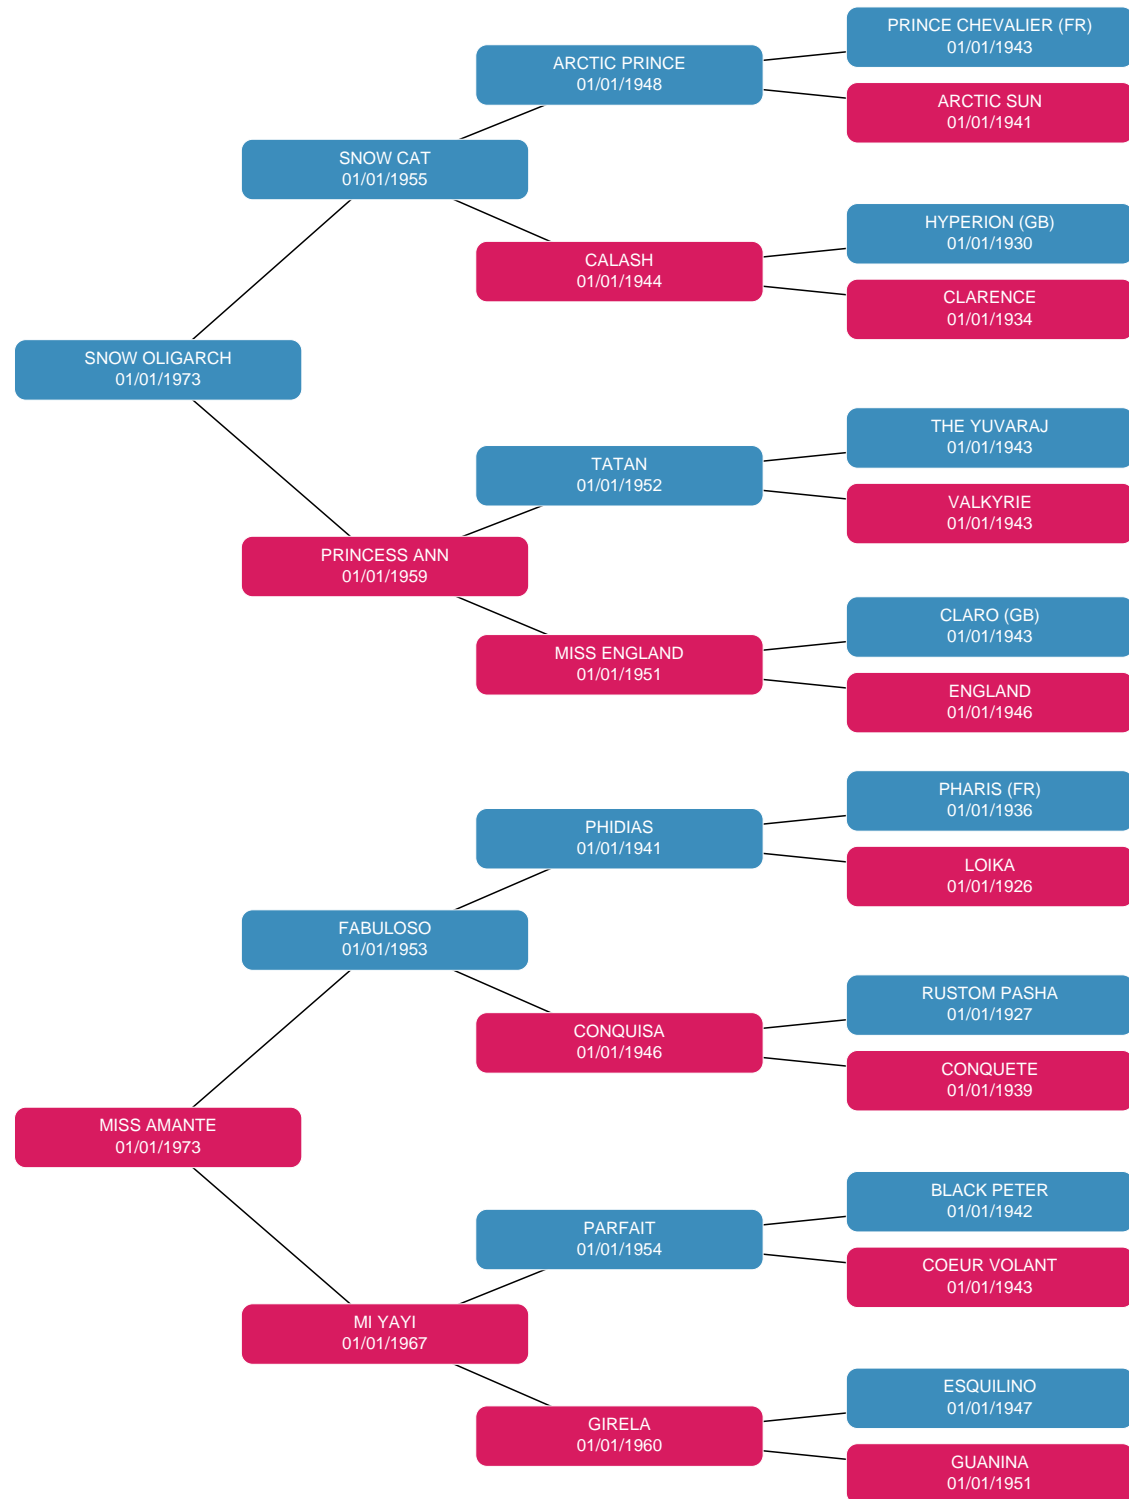 PRINCE CHEVALIER (FR)
01/01/1943
ARCTIC PRINCE
01/01/1948
ARCTIC SUN
01/01/1941
SNOW CAT
01/01/1955
HYPERION (GB)
01/01/1930
CALASH
01/01/1944
CLARENCE
01/01/1934
SNOW OLIGARCH
01/01/1973
THE YUVARAJ
01/01/1943
TATAN
01/01/1952
VALKYRIE
01/01/1943
PRINCESS ANN
01/01/1959
CLARO (GB)
01/01/1943
MISS ENGLAND
01/01/1951
ENGLAND
01/01/1946
PHARIS (FR)
01/01/1936
PHIDIAS
01/01/1941
LOIKA
01/01/1926
FABULOSO
01/01/1953
RUSTOM PASHA
01/01/1927
CONQUISA
01/01/1946
CONQUETE
01/01/1939
MISS AMANTE
01/01/1973
BLACK PETER
01/01/1942
PARFAIT
01/01/1954
COEUR VOLANT
01/01/1943
MI YAYI
01/01/1967
ESQUILINO
01/01/1947
GIRELA
01/01/1960
GUANINA
01/01/1951